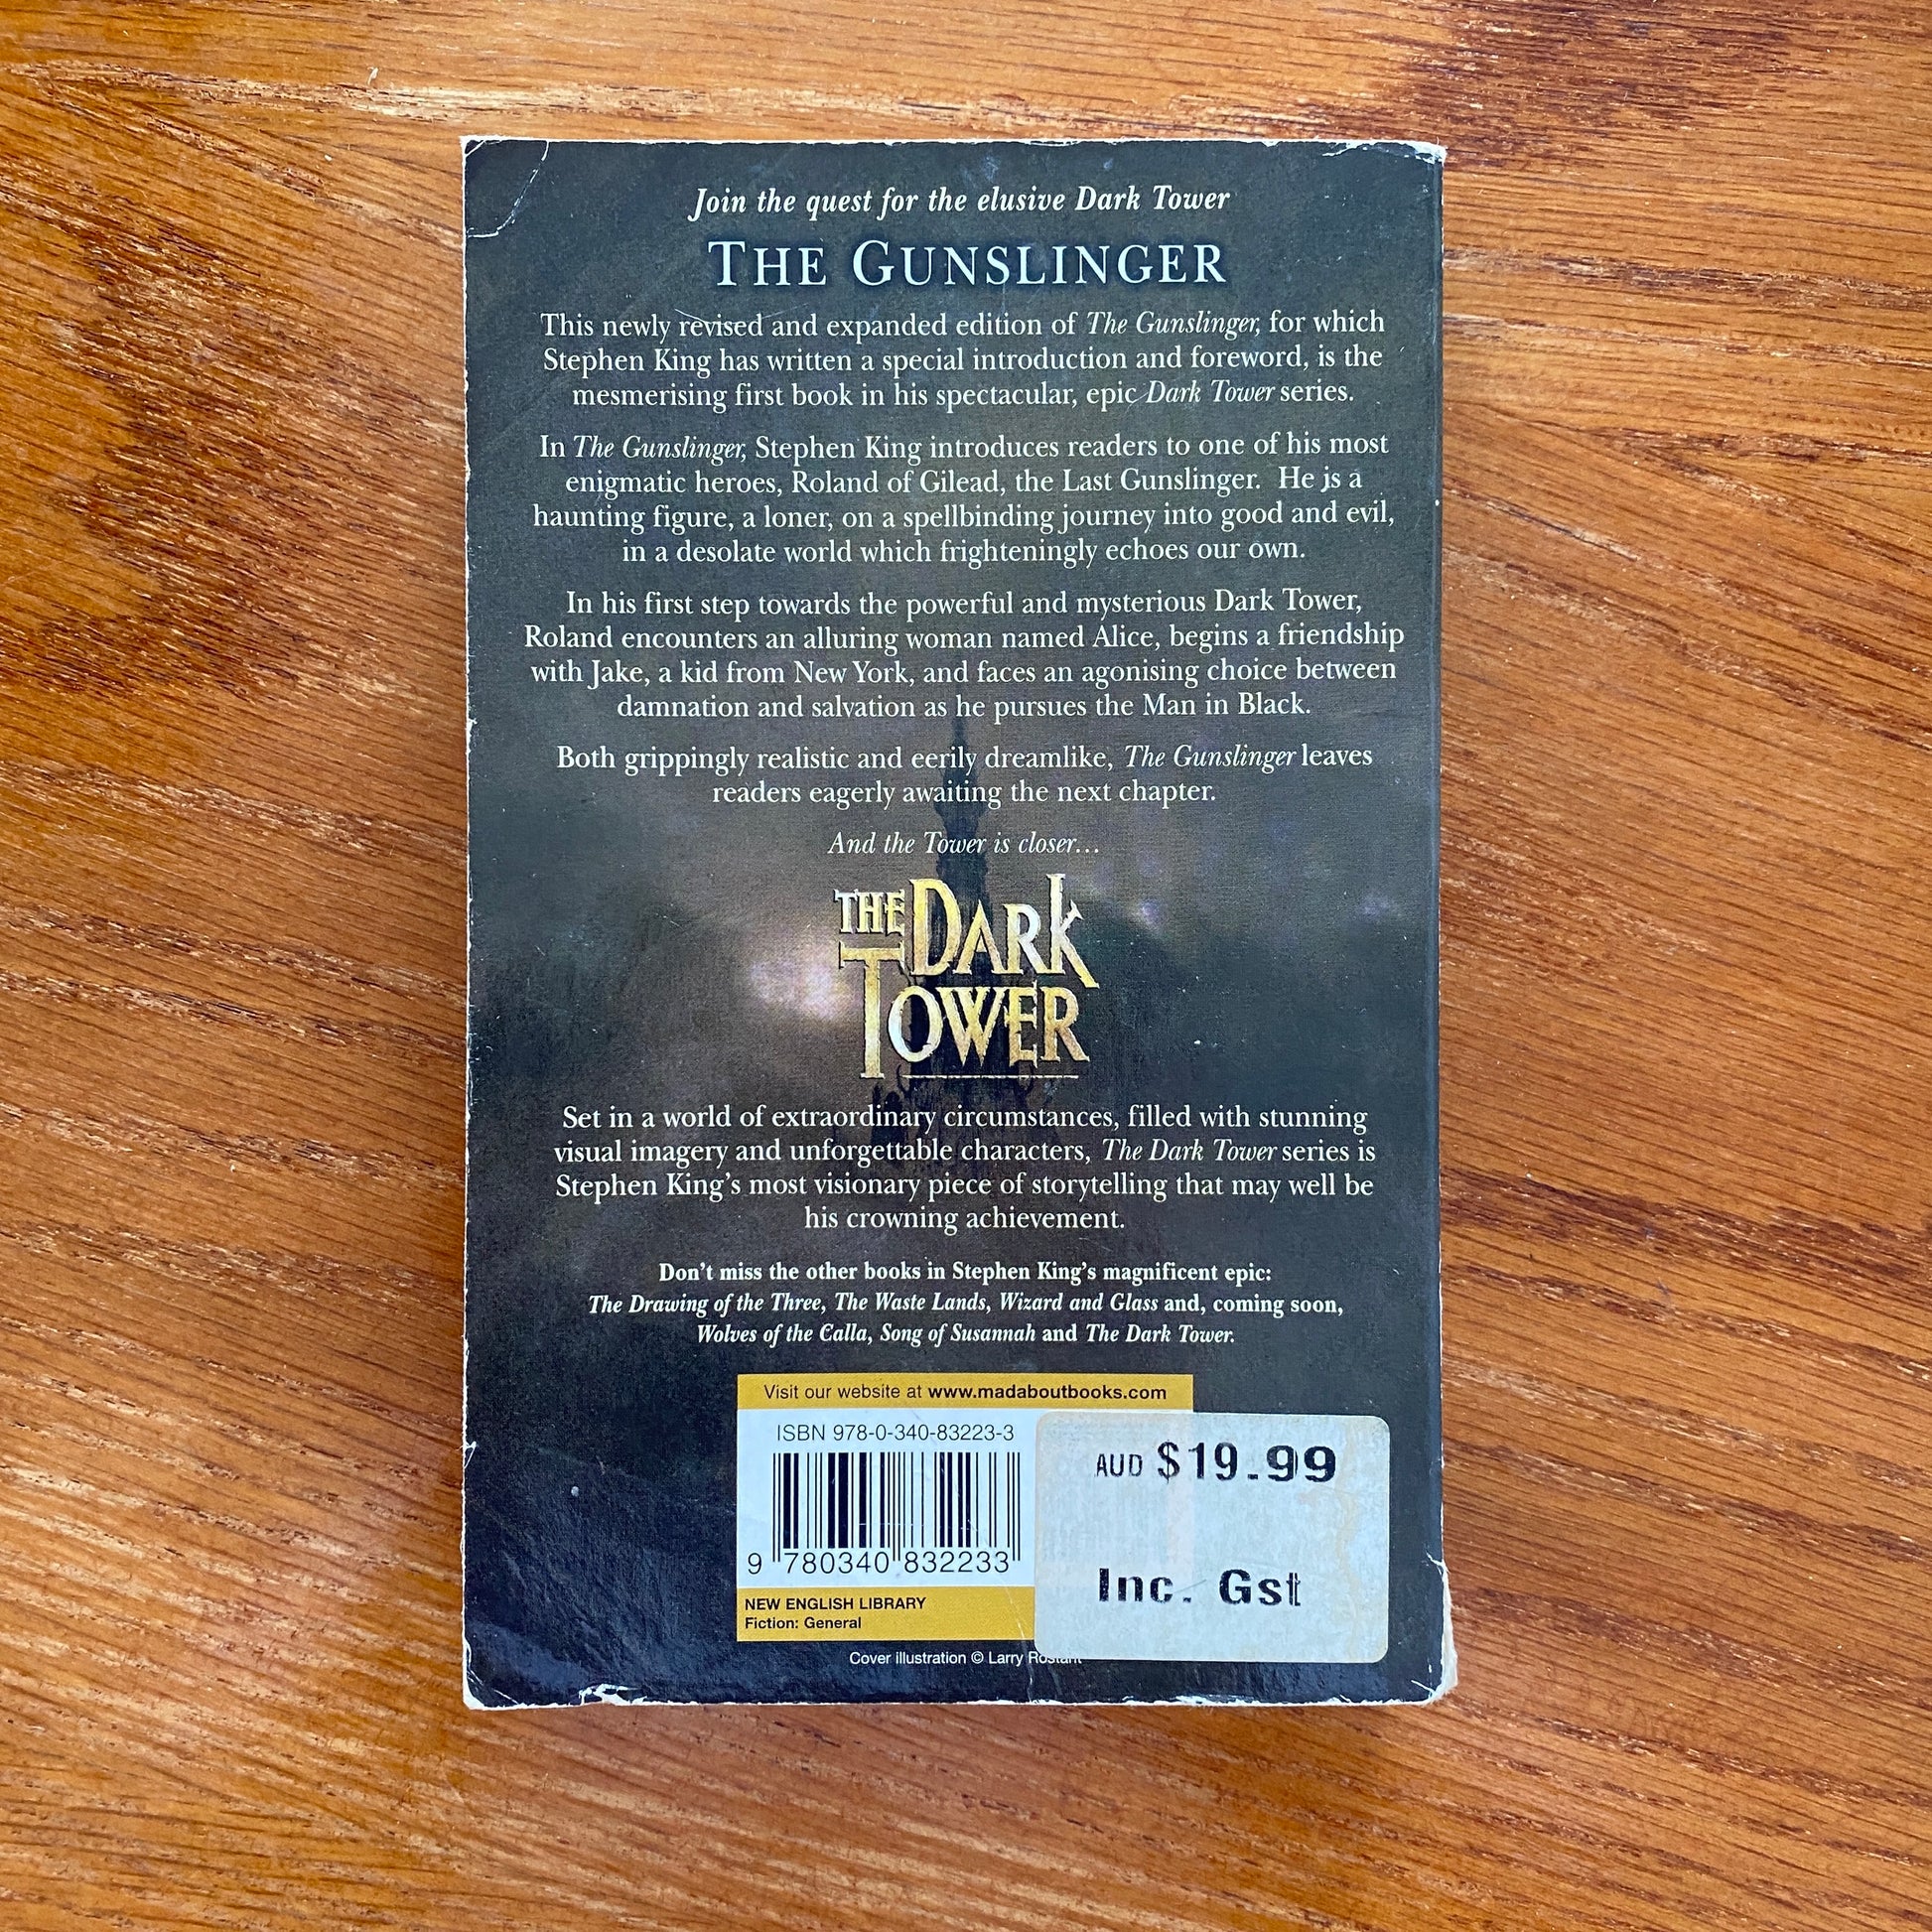 Join the quest for the elusive Dark Tower
THE GUNSLINGER
This newly revised and expanded edition of The Gunslinger, for which
Stephen King has written a special introduction and foreword, is the
mesmerising first book in his spectacular, epic Dark Tower series.
In The Gunslinger, Stephen King introduces readers to one of his most
enigmatic heroes, Roland of Gilead, the Last Gunslinger. He is a
haunting figure, a loner, on a spellbinding journey into good and evil,
in a desolate world which frighteningly echoes our own.
In his first step towards the powerful and mysterious Dark Tower,
Roland encounters an alluring woman named Alice, begins a friendship
with Jake, a kid from New York, and faces an agonising choice between
damnation and salvation as he pursues the Man in Black.
Both grippingly realistic and eerily dreamlike, The Gunslinger leaves
readers eagerly awaiting the next chapter.
And the Tower is closer...
THE DARK
TOWER
Set in a world of extraordinary circumstances, filled with stunning
visual imagery and unforgettable characters, The Dark Tower series is
Stephen King's most visionary piece of storytelling that may well be
his crowning achievement.
Don't miss the other books in Stephen King's magnificent epic:
The Drawing of the Three, The Waste Lands, Wizard and Glass and, coming soon,
Wolves of the Calla, Song of Susannah and The Dark Tower.
Visit our website at www.madaboutbooks.com
ISBN 978-0-340-83223-3
AUD $19.99
9 780340 832233
Inc. Gst
NEW ENGLISH LIBRARY
Fiction: General
Cover illustration © Larry Rostant